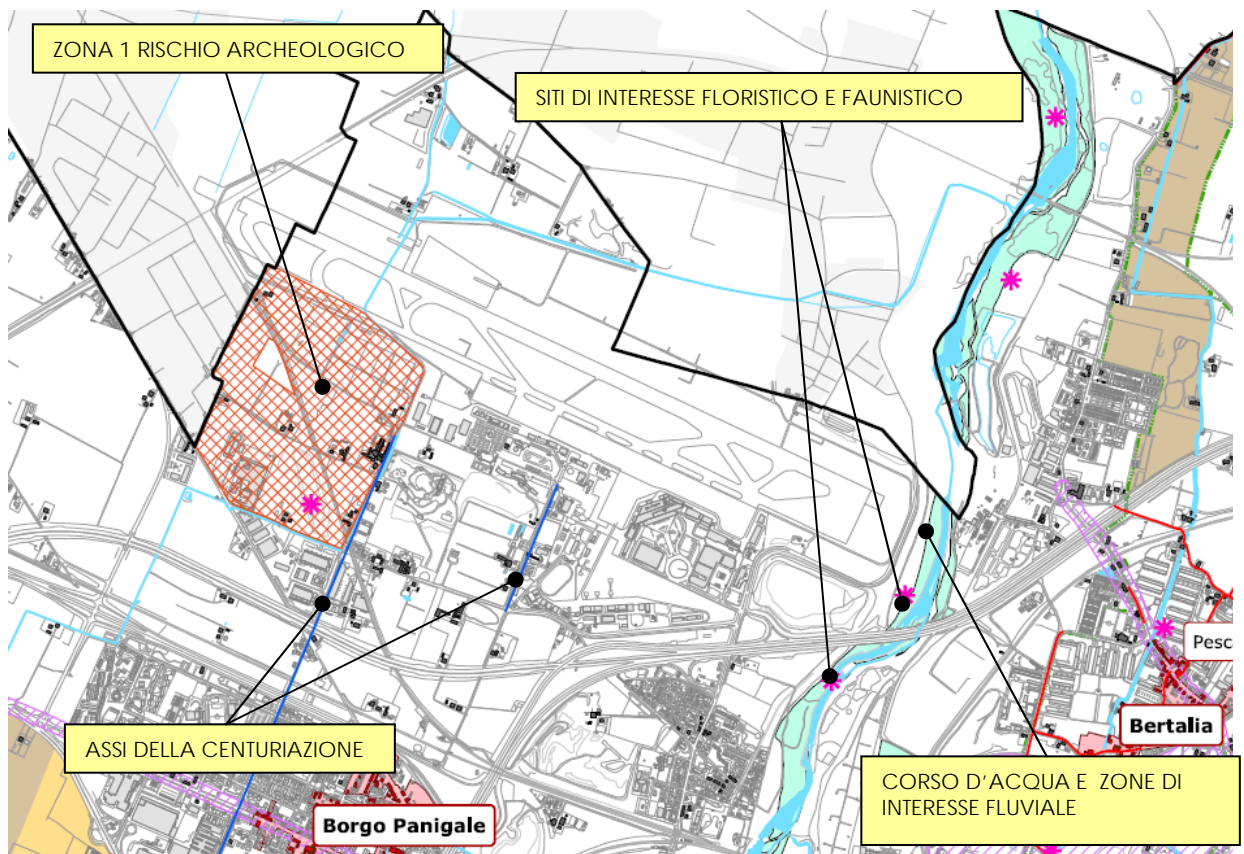 ZONA 1 RISCHIO ARCHEOLOGICO
SITI DI INTERESSE FLORISTICO E FAUNISTICO
Pesca
Bertalia
ASSI DELLA CENTURIAZIONE
CORSO D'ACQUA E ZONE DI
INTERESSE FLUVIALE
Borgo Panigale